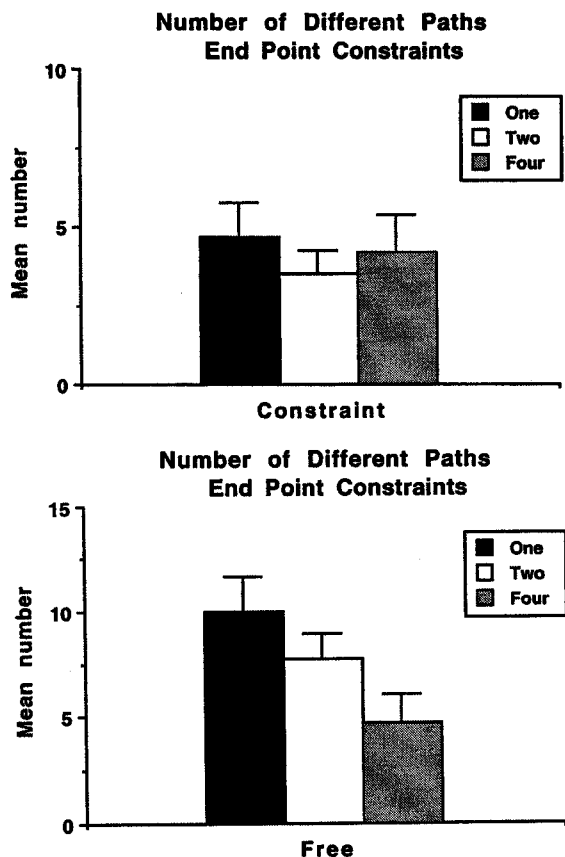 Number of Different Paths
End Point Constraints
10
One
Two
Four
5
0
Mean number
Constraint
Number of Different Paths
End Point Constraints
15
One
Two
Four
10
5
0
Mean number
Free